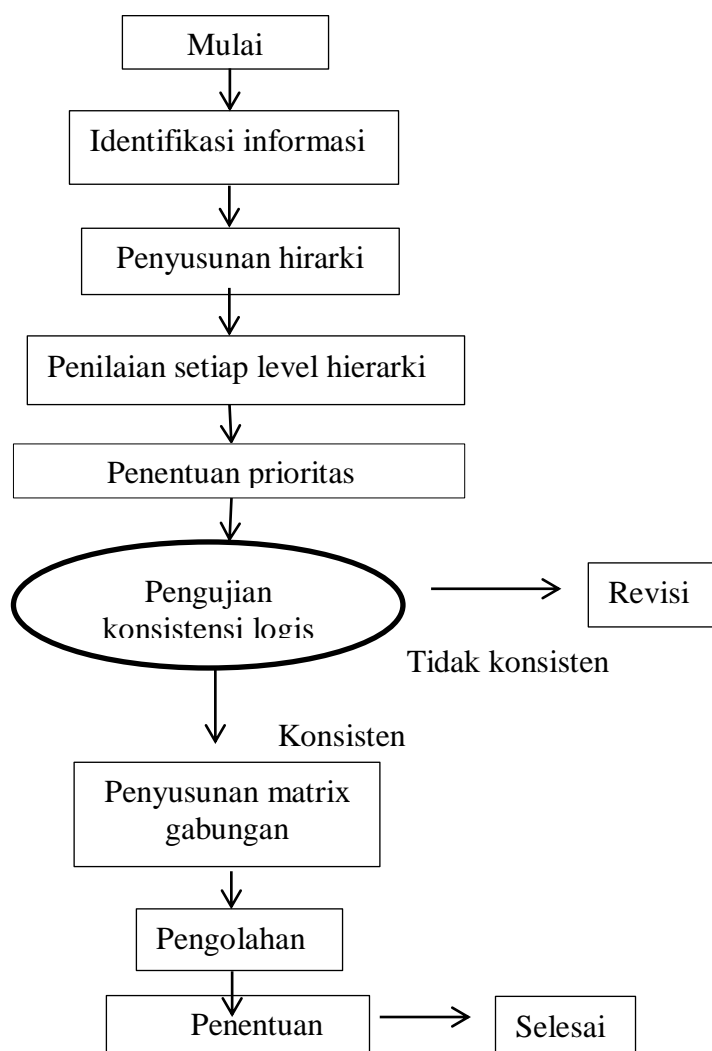 Mulai
Identifikasi informasi
Penyusunan hirarki
Penilaian setiap level hierarki
Penentuan prioritas
Pengujian
konsistensi logis
Revisi
Tidak konsisten
Konsisten
Penyusunan matrix
gabungan
Pengolahan
Penentuan
Selesai